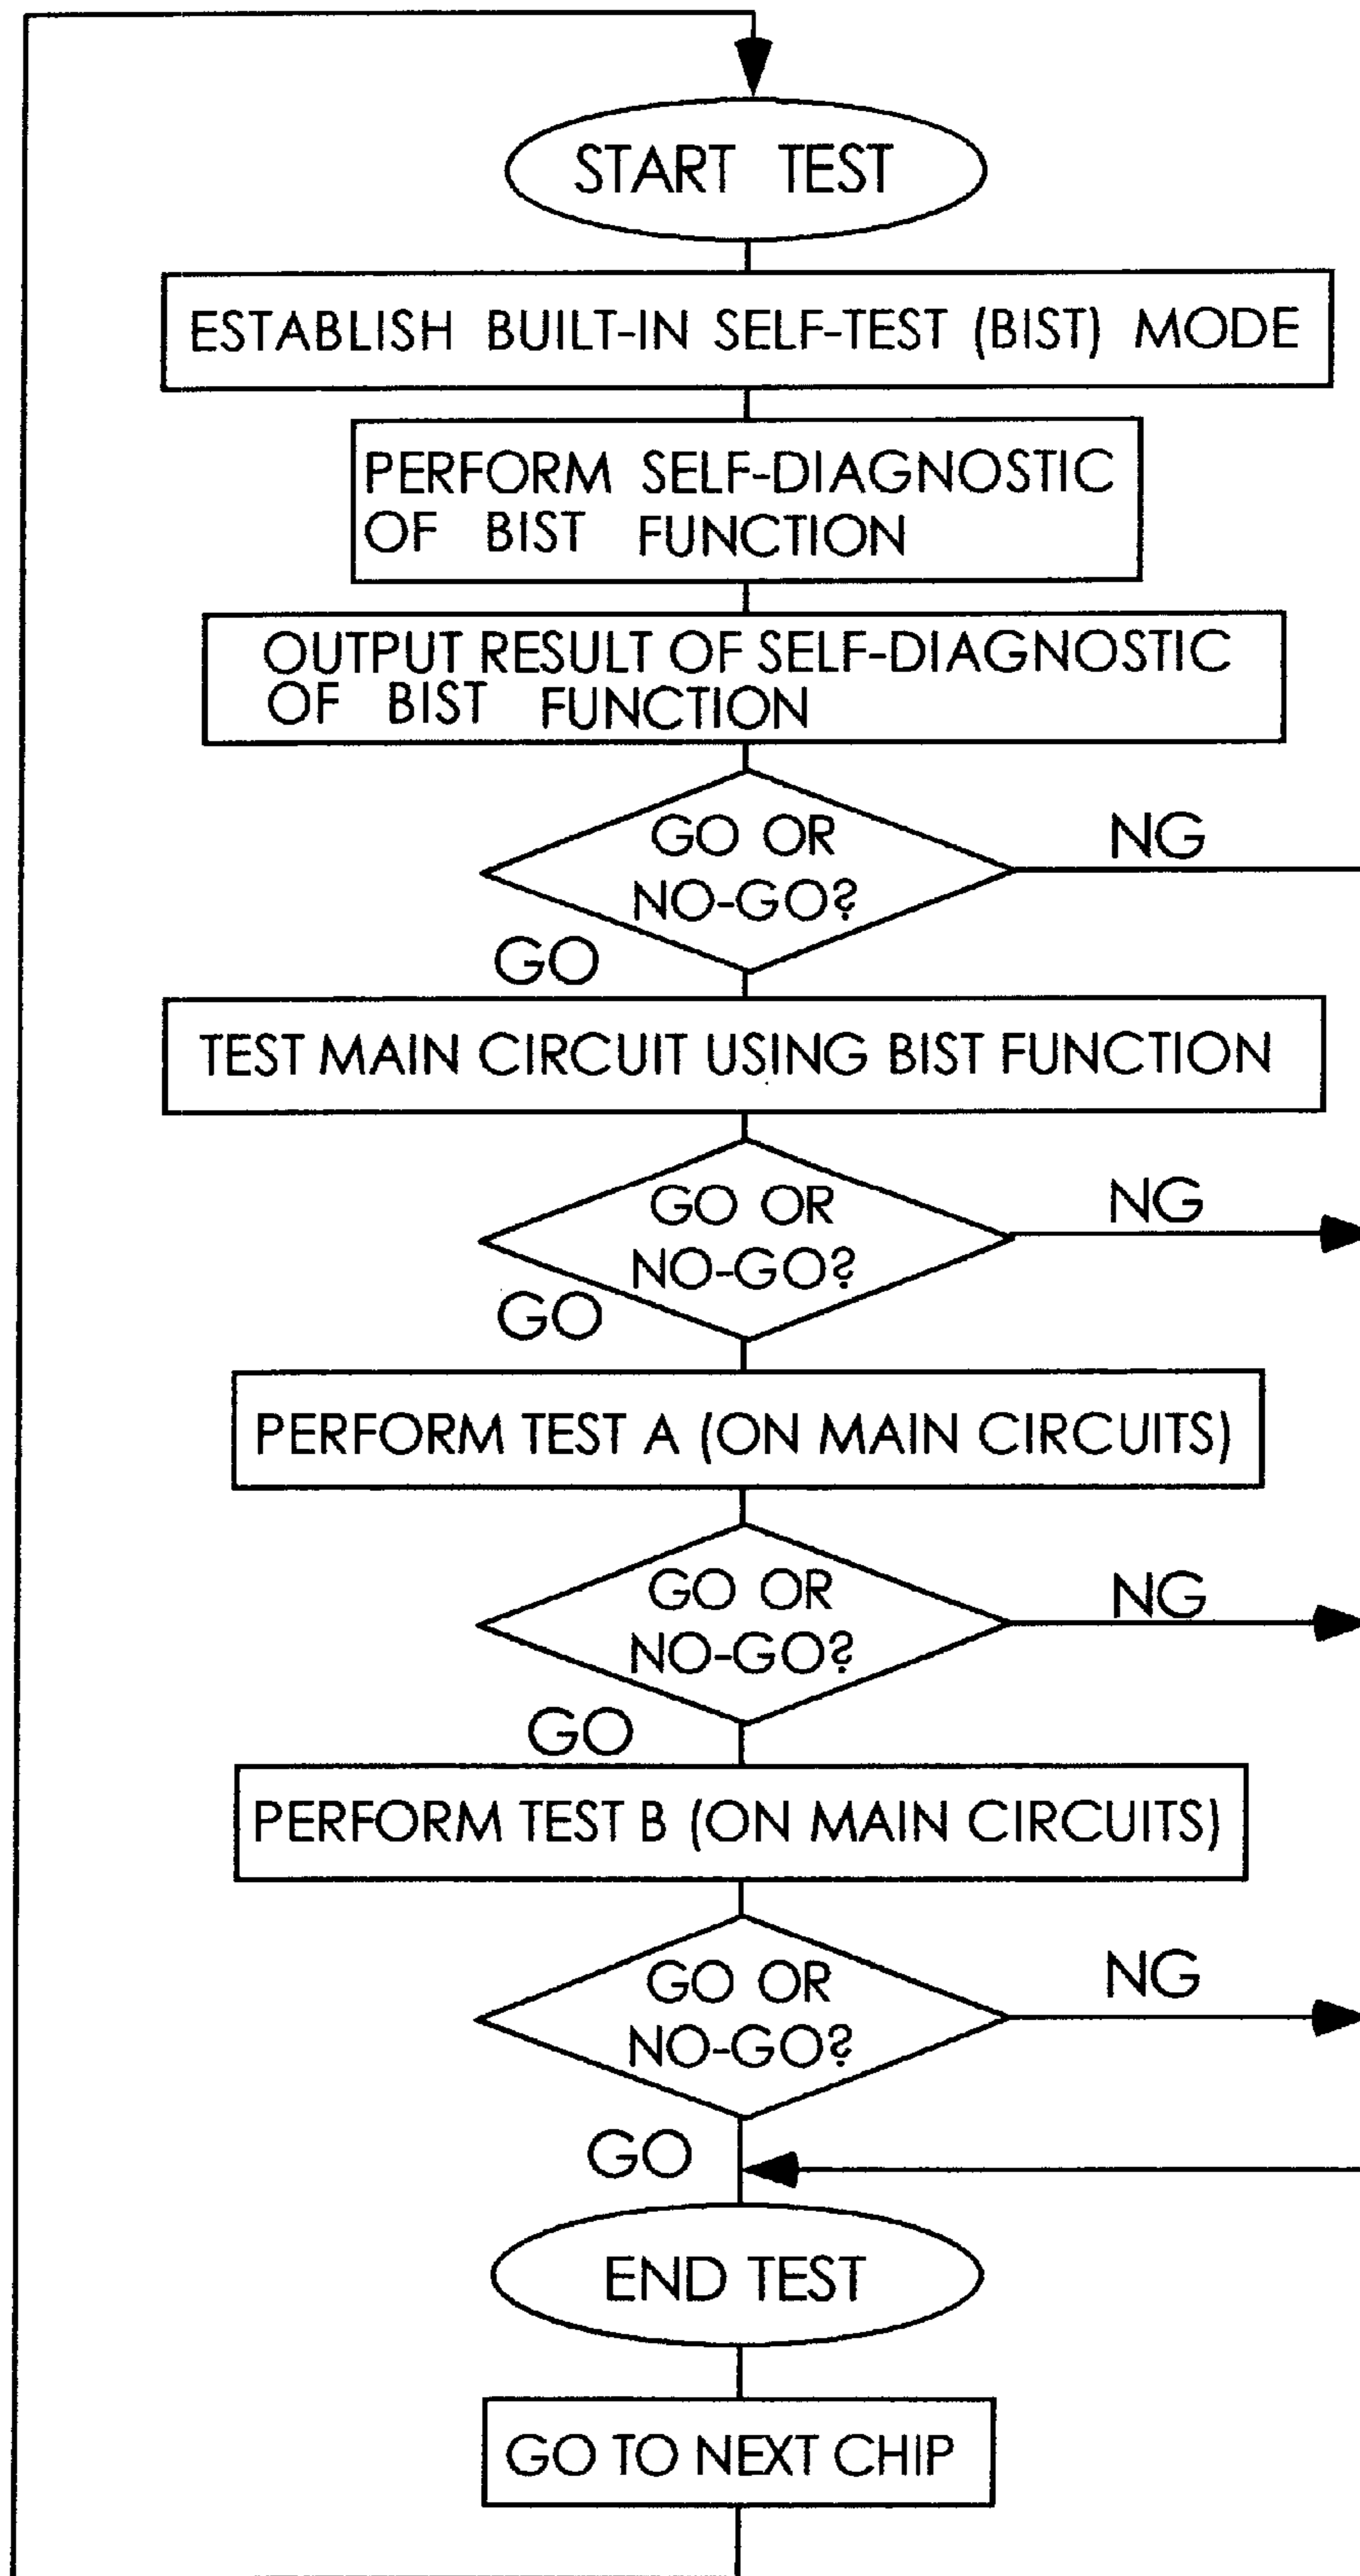 START TEST
ESTABLISH BUILT-IN SELF-TEST (BIST) MODE
PERFORM SELF-DIAGNOSTIC
OF BIST FUNCTION
OUTPUT RESULT OF SELF-DIAGNOSTIC
OF BIST FUNCTION
GO OR
NO-GO?
NG
GO
TEST MAIN CIRCUIT USING BIST FUNCTION
GO OR
NO-GO?
NG
GO
PERFORM TEST A (ON MAIN CIRCUITS)
GO OR
NO-GO?
NG
GO
PERFORM TEST B (ON MAIN CIRCUITS)
GO OR
NO-GO?
NG
GO
END TEST
GO TO NEXT CHIP